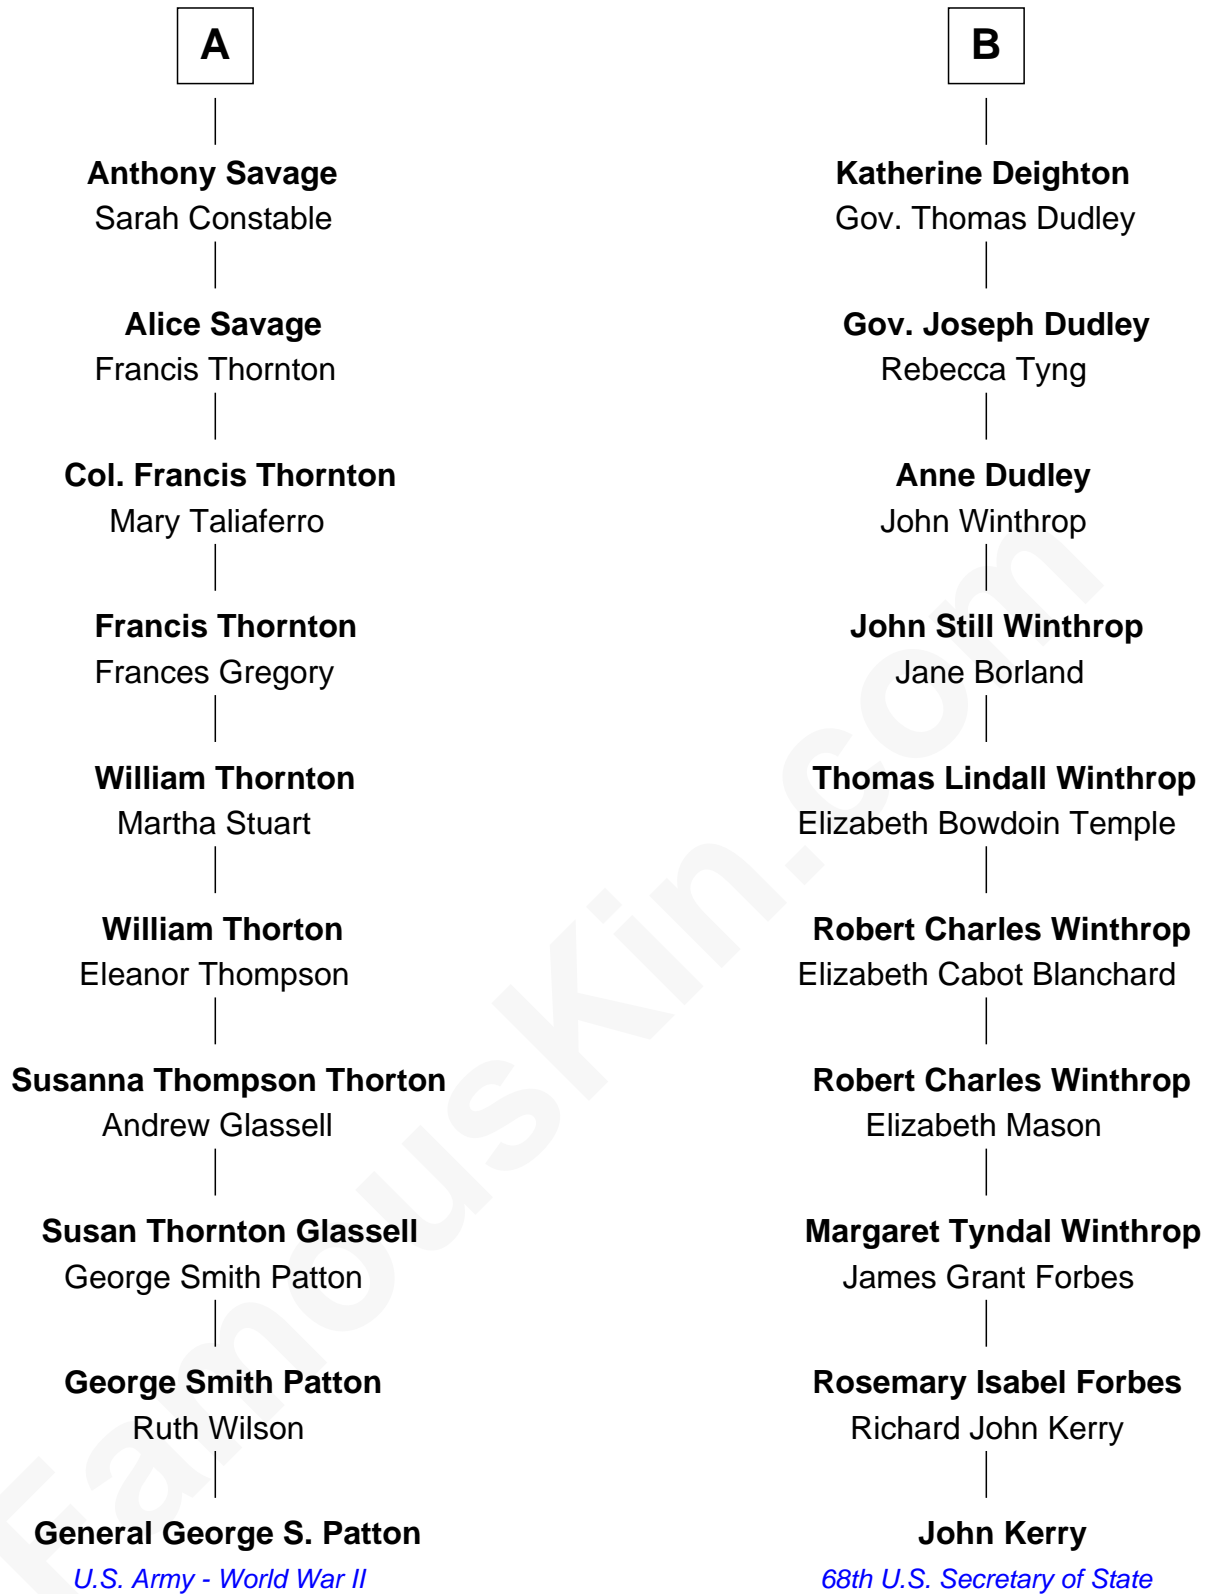 A
Anthony Savage
Sarah Constable
Alice Savage
Francis Thornton
Col. Francis Thornton
Mary Taliaferro
Francis Thornton
Frances Gregory
William Thornton
Martha Stuart
William Thorton
Eleanor Thompson
Susanna Thompson Thorton
Andrew Glassell
Susan Thornton Glassell
George Smith Patton
George Smith Patton
Ruth Wilson
General George S. Patton
U.S. Army - World War II
B
Katherine Deighton
Gov. Thomas Dudley
Gov. Joseph Dudley
Rebecca Tyng
Anne Dudley
John Winthrop
John Still Winthrop
Jane Borland
Thomas Lindall Winthrop
Elizabeth Bowdoin Temple
Robert Charles Winthrop
Elizabeth Cabot Blanchard
Robert Charles Winthrop
Elizabeth Mason
Margaret Tyndal Winthrop
James Grant Forbes
Rosemary Isabel Forbes
Richard John Kerry
John Kerry
68th U.S. Secretary of State
FamousKin.com